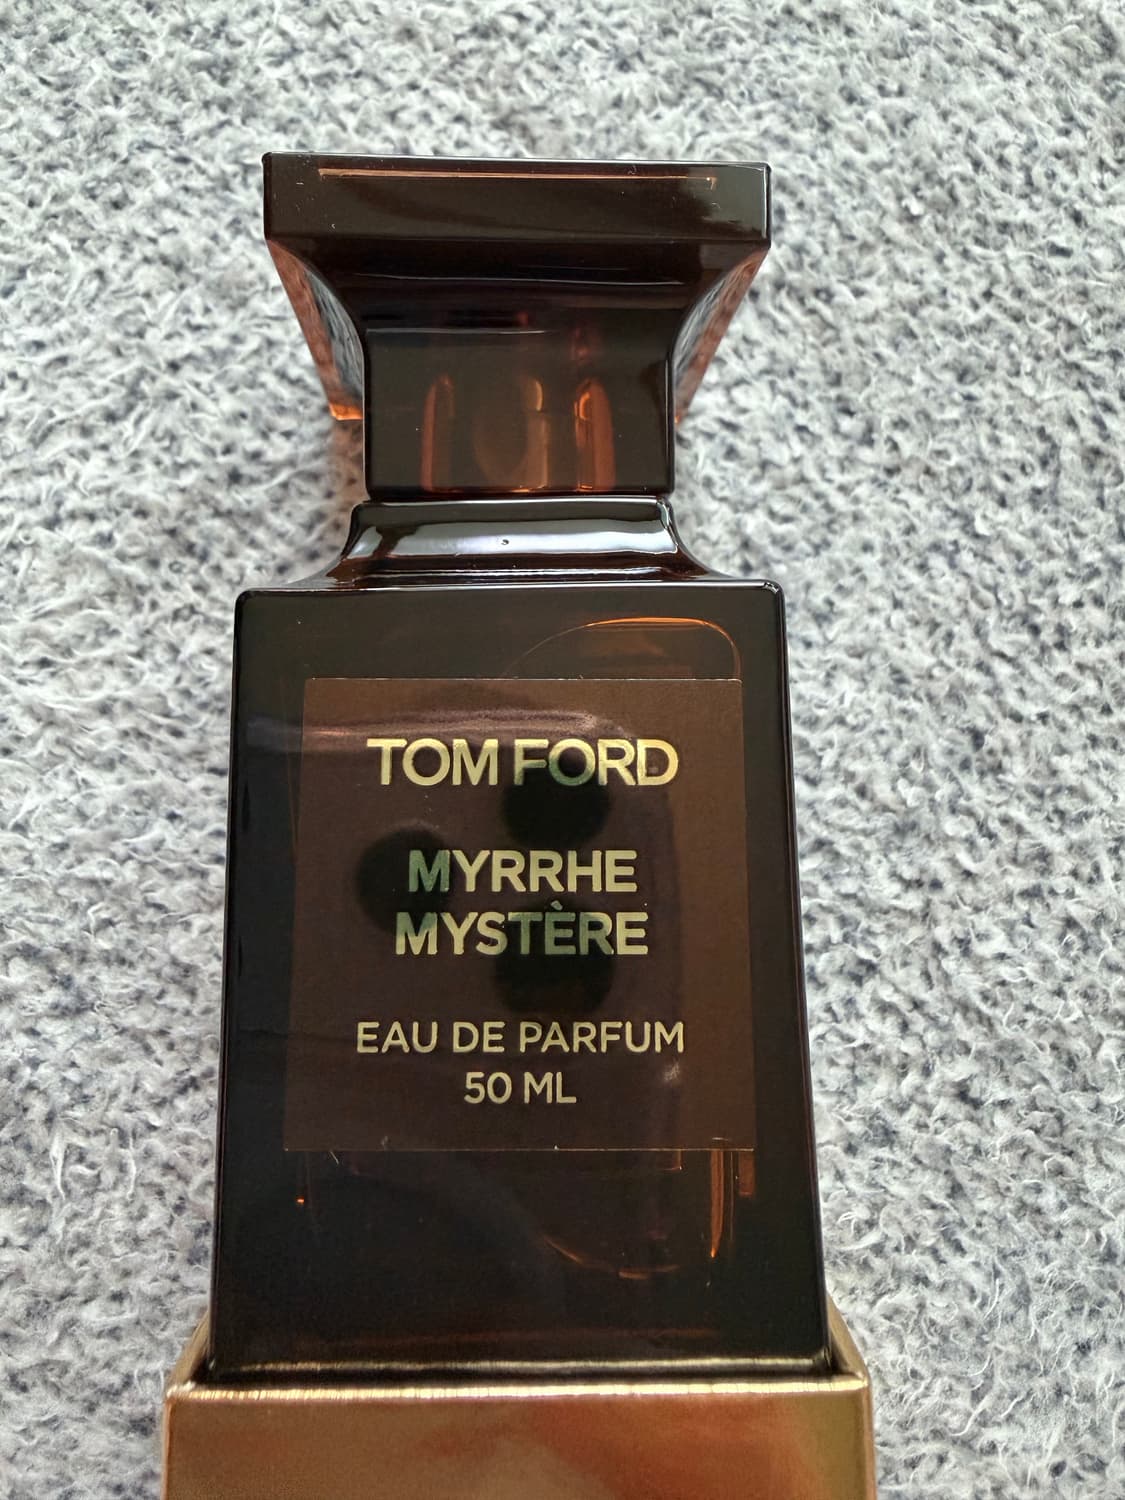 TOM FORD
MYRRHE
MYSTÈRE
EAU DE PARFUM
50 ML